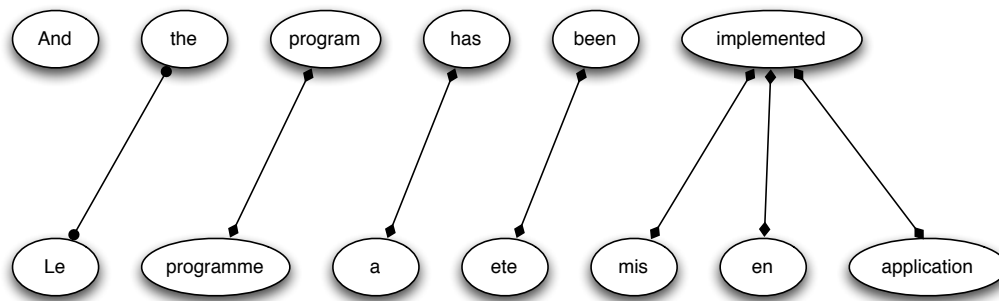 And the program has been implemented
Le programme a ete mis en application